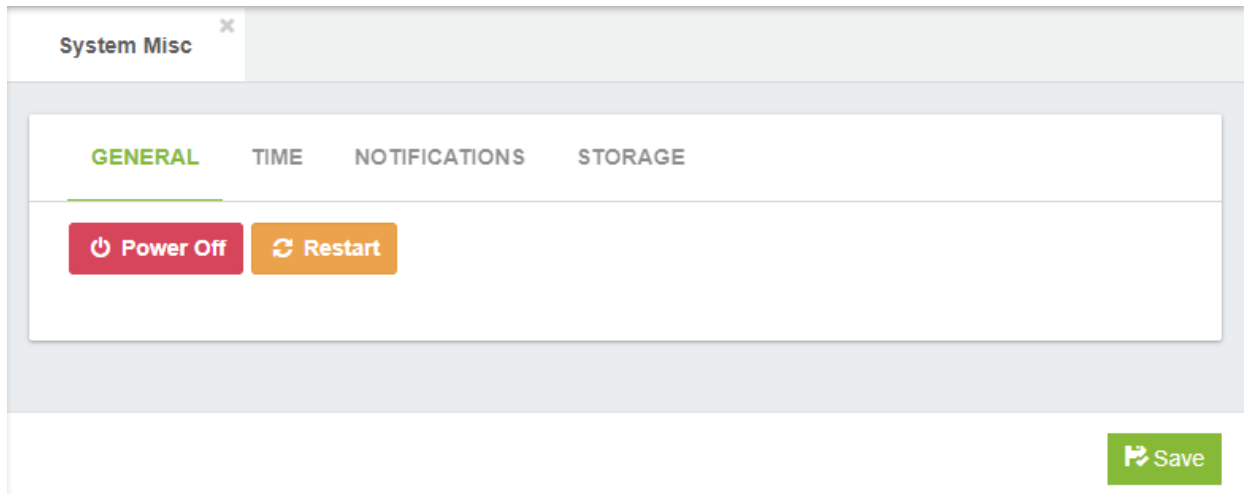 System Misc
GENERAL TIME NOTIFICATIONS STORAGE
Power Off Restart
Save